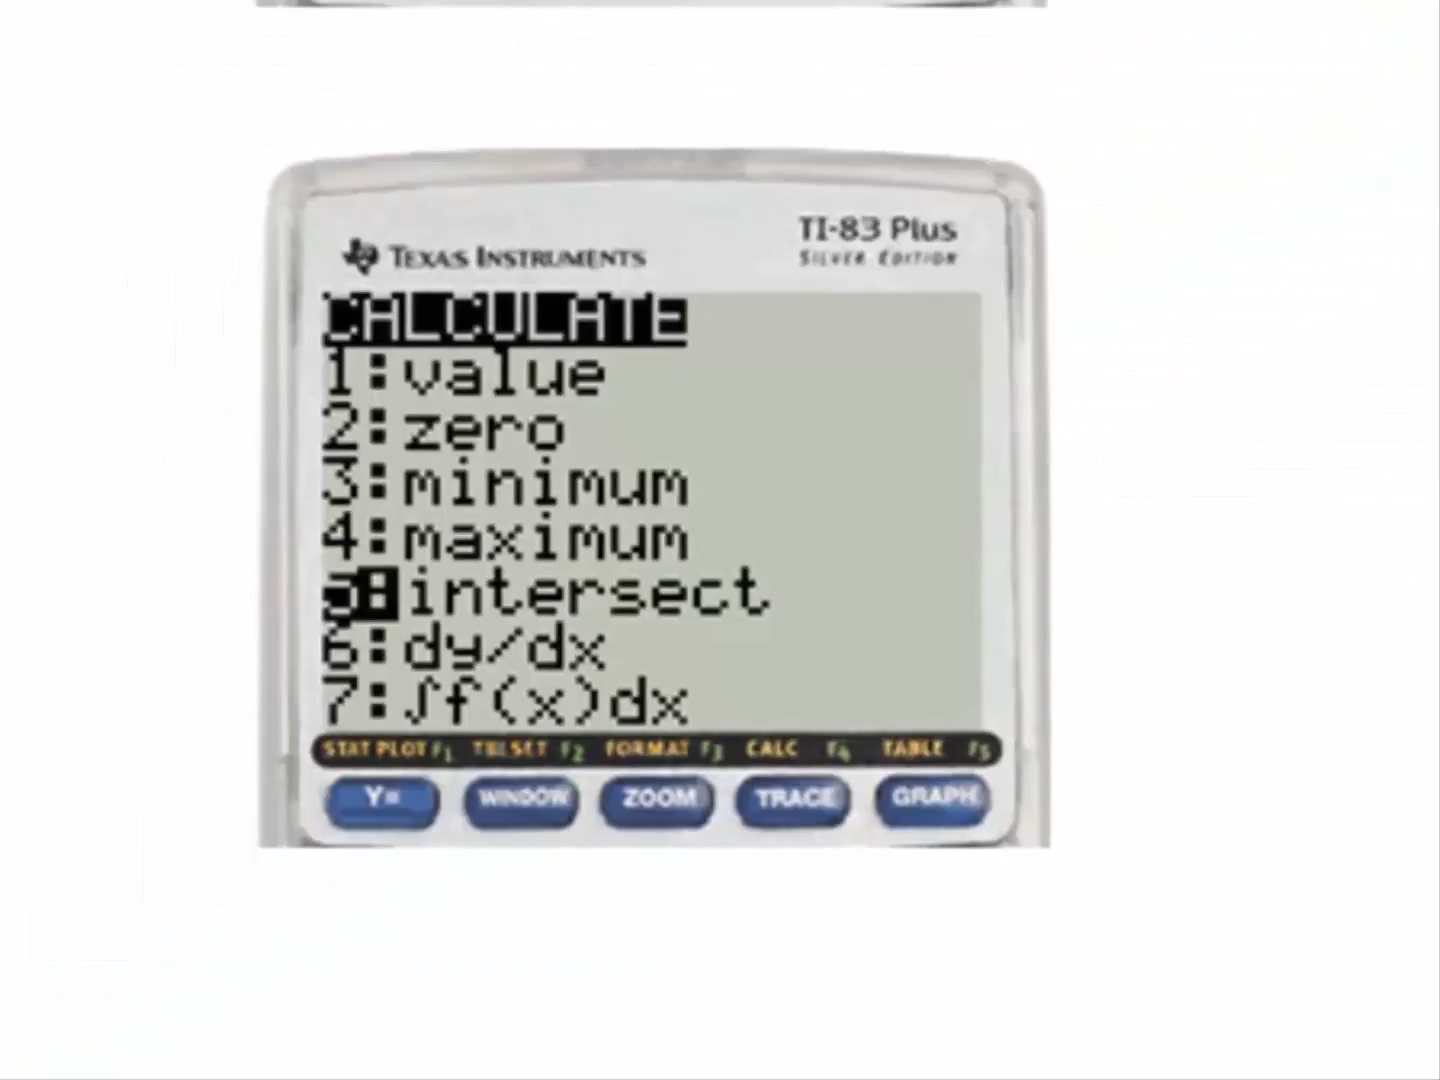 TI-83 Plus
SILVER EDITION
TEXAS INSTRUMENTS
CALCULATE
1:value
2:zero
3:minimum
4:maximum
5:intersect
6:dy/dx
7:∫f(x)dx
STAT PLOT F1 TBLSET F2 FORMAT F3 CALC F4 TABLE F5
Y= WINDOW ZOOM TRACE GRAPH